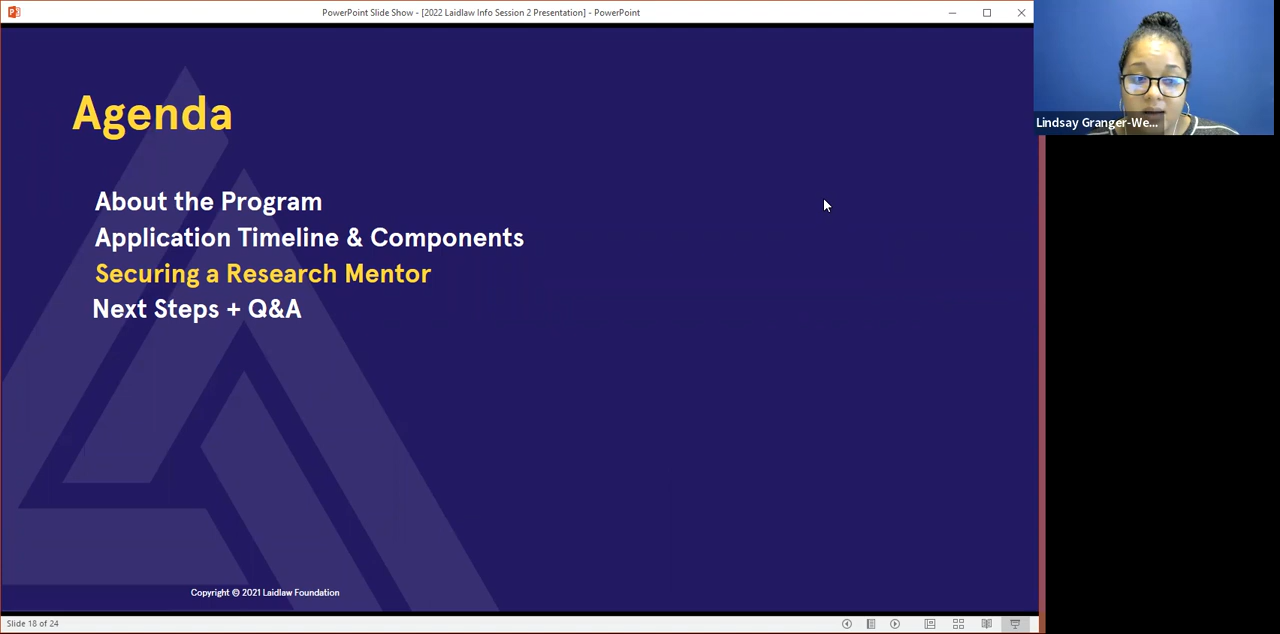 PowerPoint Slide Show - [2022 Laidlaw Info Session 2 Presentation] - PowerPoint
Lindsay Granger-We...
Agenda
About the Program
Application Timeline & Components
Securing a Research Mentor
Next Steps + Q&A
Copyright © 2021 Laidlaw Foundation
Slide 18 of 24